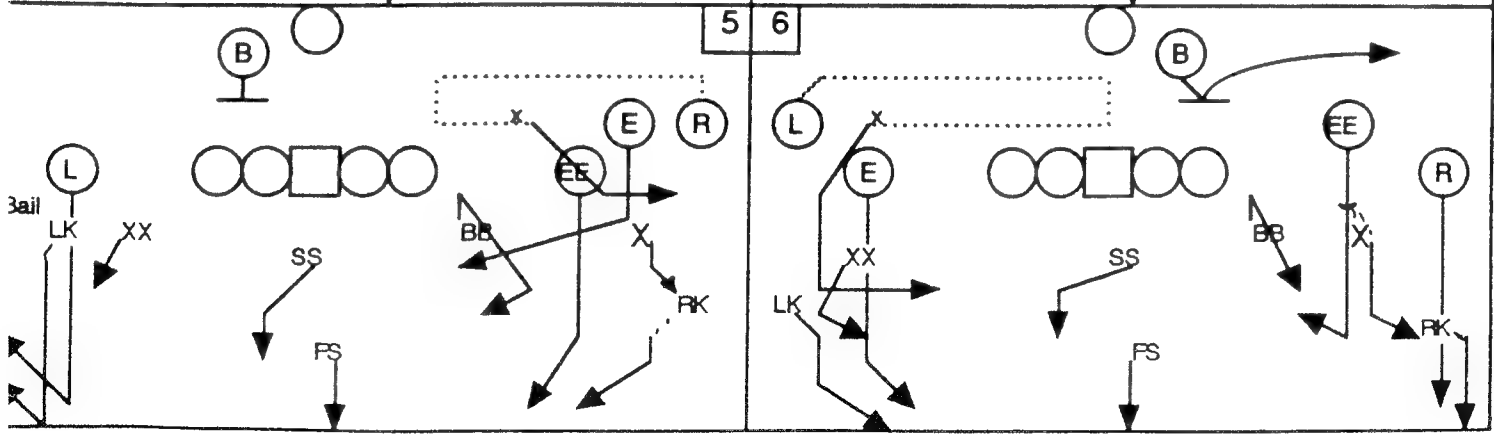 5 6
B B
x E R L x EE
L EE E R
Bail
LK XX BB X BB X
SS XX SS
RK LK RK
FS FS